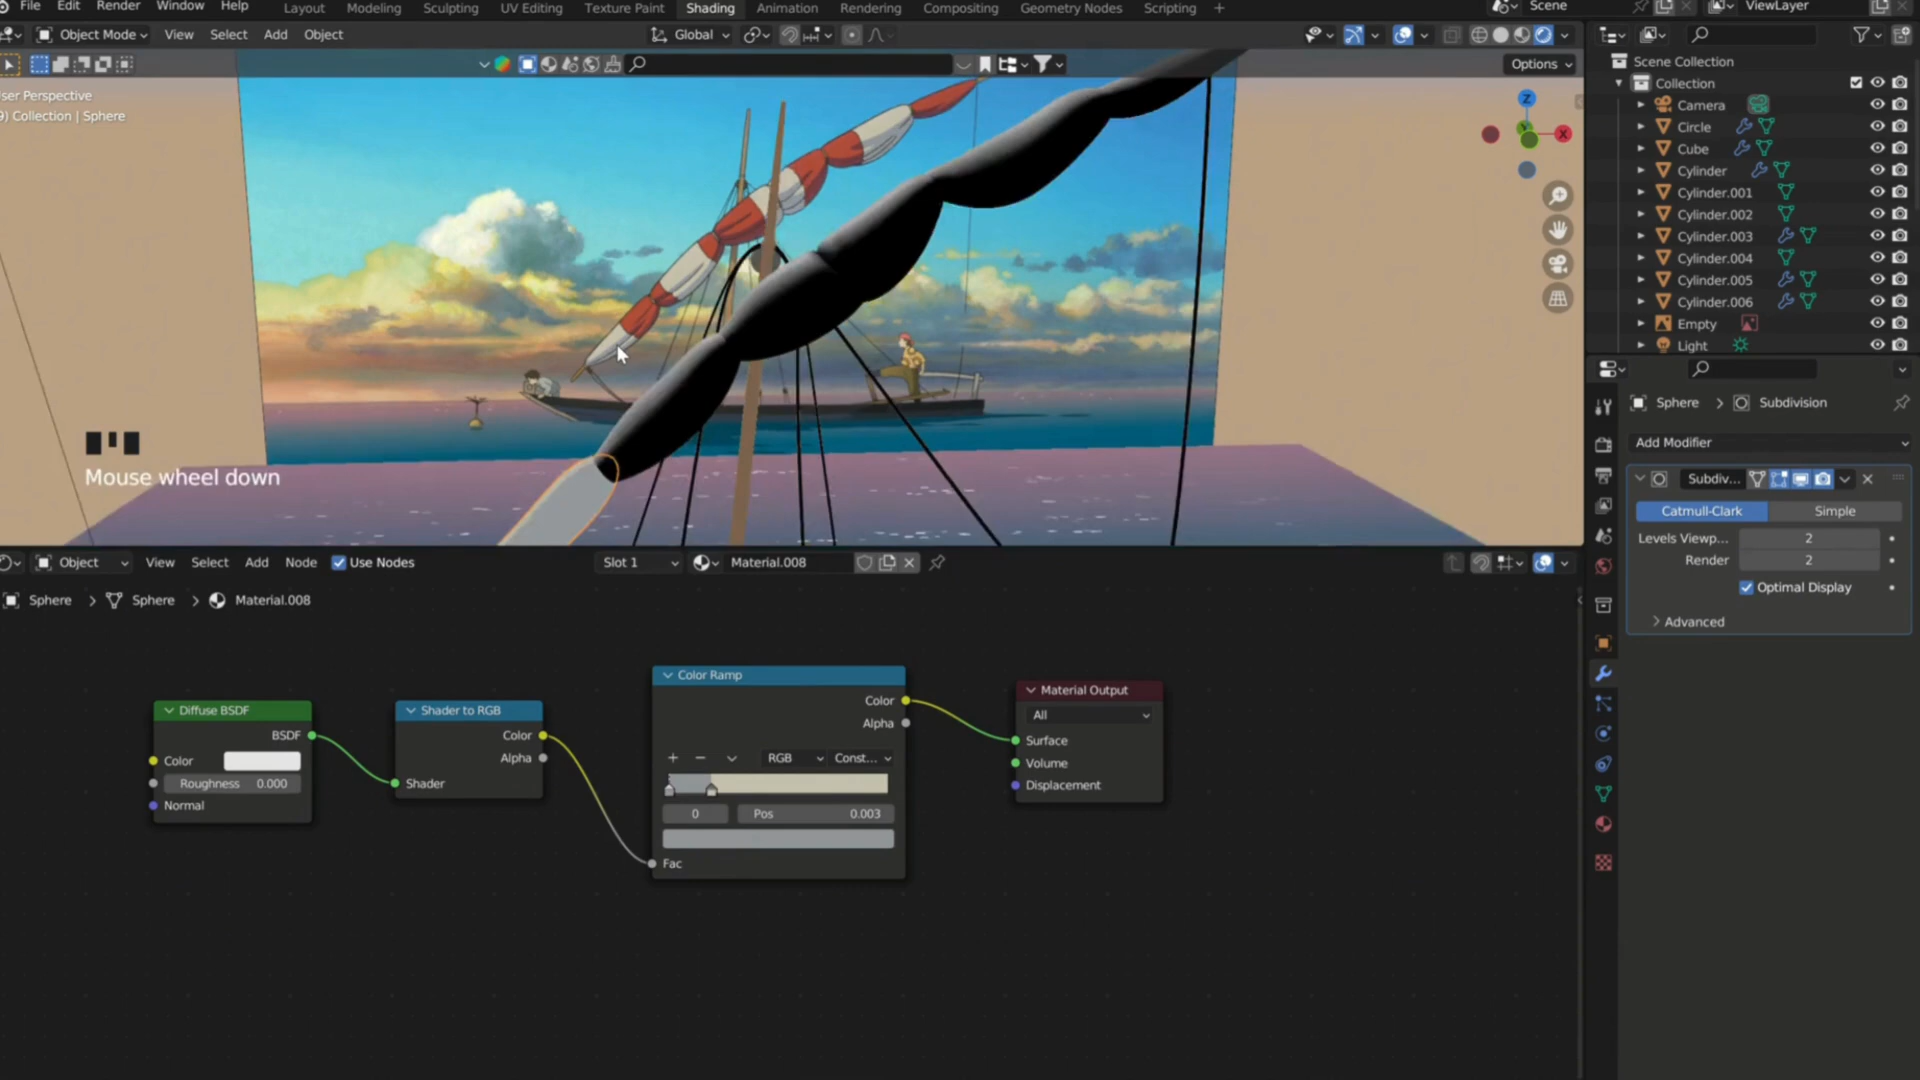 File Edit Render Window Help Layout Modeling Sculpting UV Editing Texture Paint Shading Animation Rendering Compositing Geometry Nodes Scripting + Scene ViewLayer
Object Mode View Select Add Object Global
Options
ser Perspective
9) Collection | Sphere
Z
X
Mouse wheel down
Scene Collection
Collection
Camera
Circle
Cube
Cylinder
Cylinder.001
Cylinder.002
Cylinder.003
Cylinder.004
Cylinder.005
Cylinder.006
Empty
Light
Sphere > Subdivision
Add Modifier
Subdiv...
Catmull-Clark Simple
Levels Viewp... 2
Render 2
Optimal Display
Advanced
Object View Select Add Node Use Nodes Slot 1 Material.008
Sphere > Sphere > Material.008
Diffuse BSDF
BSDF
Color
Roughness 0.000
Normal
Shader to RGB
Color
Alpha
Shader
Color Ramp
Color
Alpha
+ − RGB Const...
0 Pos 0.003
Fac
Material Output
All
Surface
Volume
Displacement